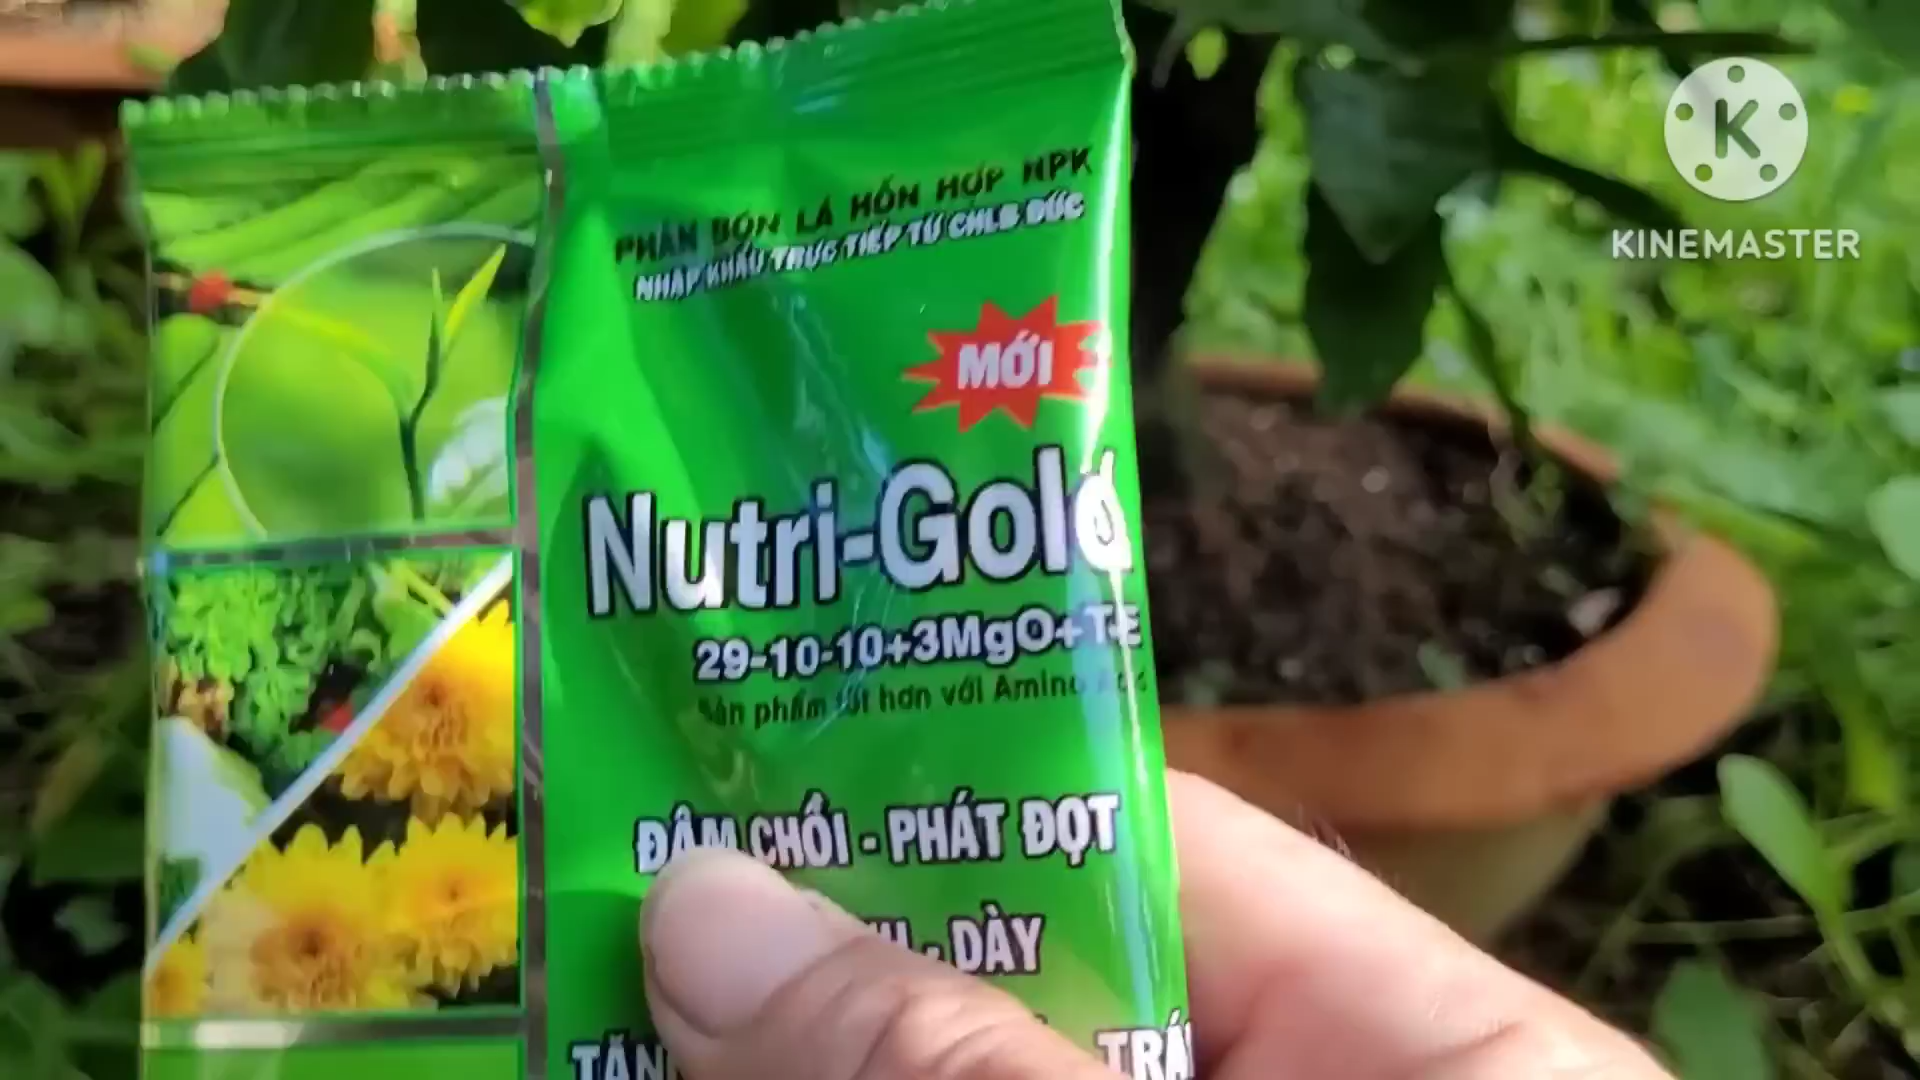 PHÂN BÓN LÁ HỖN HỢP NPK
NHẬP KHẨU TRỰC TIẾP TỪ CHLB ĐỨC
MỚI
Nutri-Gold
29-10-10+3MgO+TE
Sản phẩm tốt hơn với Amino
ĐÂM CHỒI - PHÁT ĐỌT
- DÀY
K
KINEMASTER